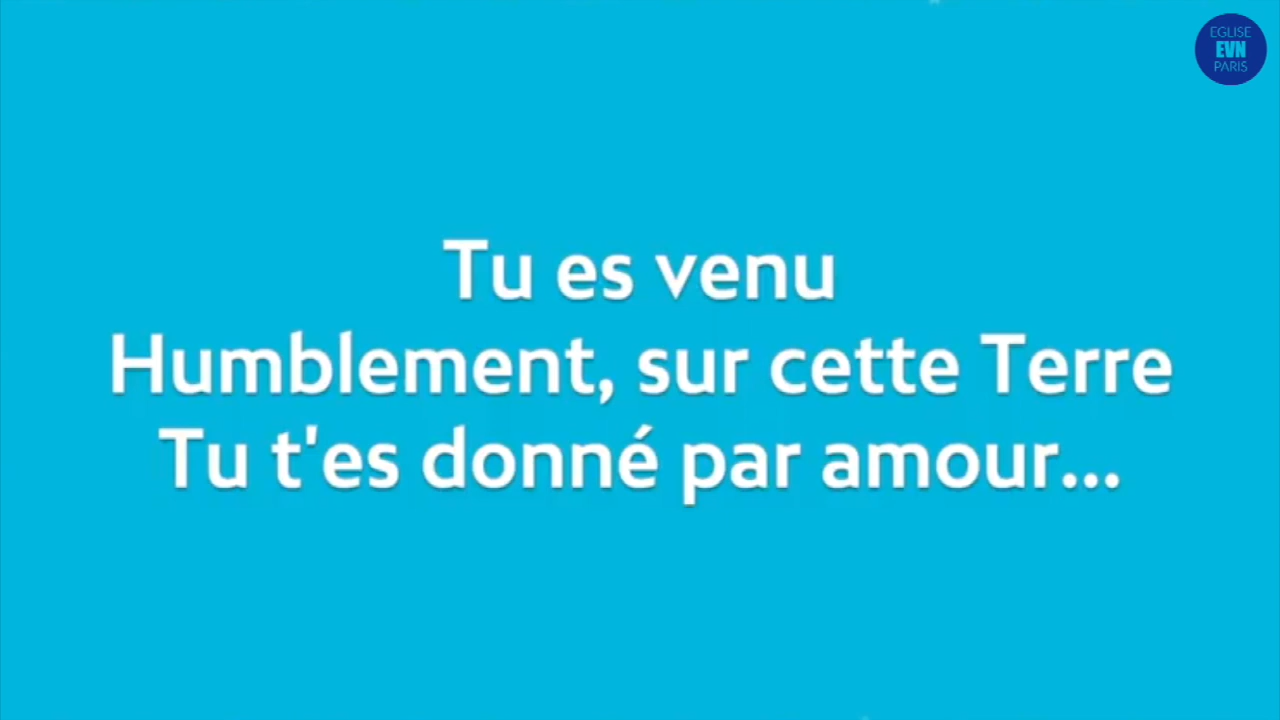 EGLISE
EVN
PARIS
Tu es venu
Humblement, sur cette Terre
Tu t'es donné par amour...